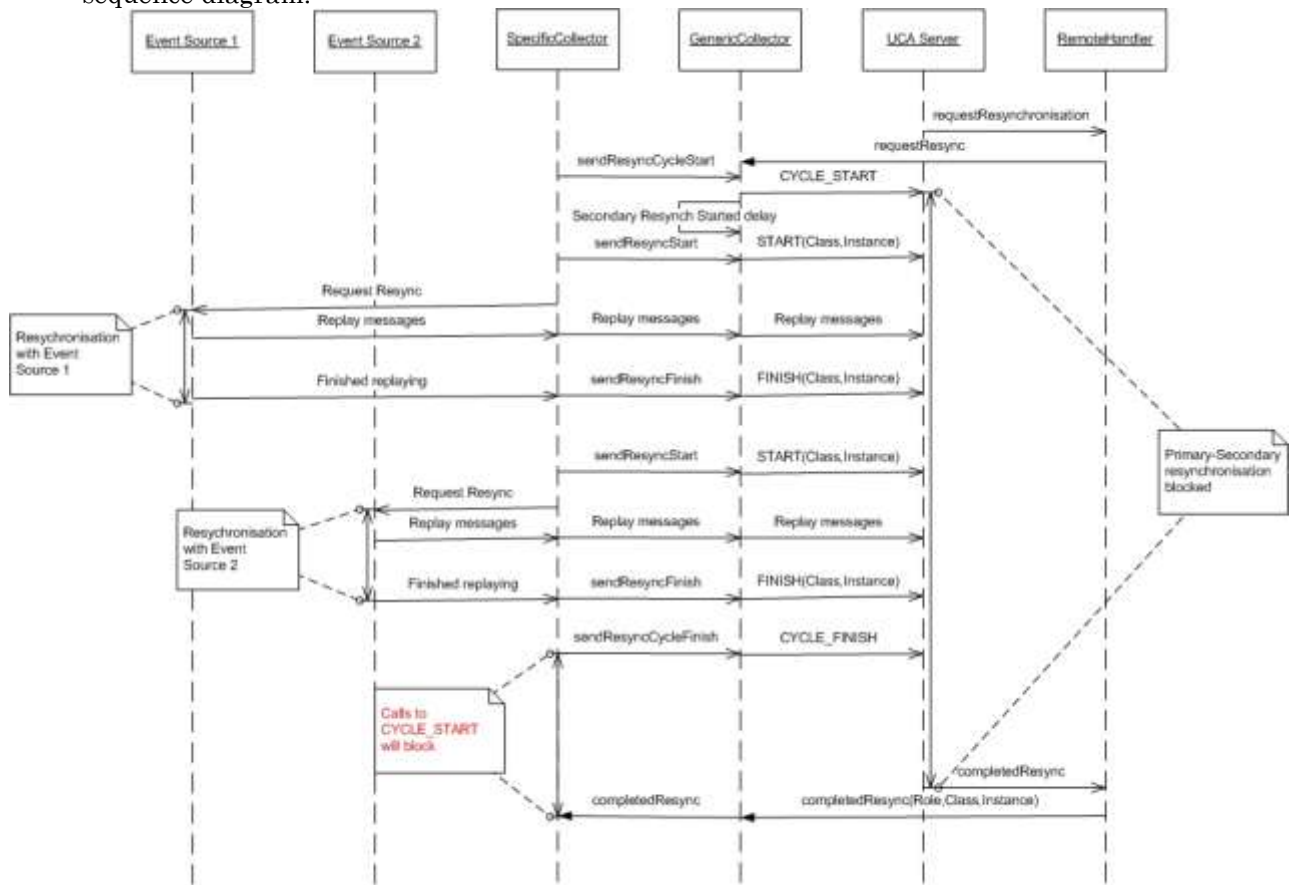 sequence diagram.
Event Source 1
Event Source 2
SpecificCollector
GenericCollector
UCA Server
RemoteHandler
requestResynchronisation
requestResync
sendResyncCycleStart
CYCLE_START
Secondary Resynch Started delay
sendResyncStart
START(Class,Instance)
Request Resync
Replay messages
Replay messages
Replay messages
Resychronisation
with Event
Source 1
Finished replaying
sendResyncFinish
FINISH(Class,Instance)
Primary-Secondary
resynchronisation
blocked
sendResyncStart
START(Class,Instance)
Request Resync
Replay messages
Replay messages
Replay messages
Resychronisation
with Event
Source 2
Finished replaying
sendResyncFinish
FINISH(Class,Instance)
sendResyncCycleFinish
CYCLE_FINISH
Calls to
CYCLE_START
will block
completedResync
completedResync
completedResync(Role,Class,Instance)